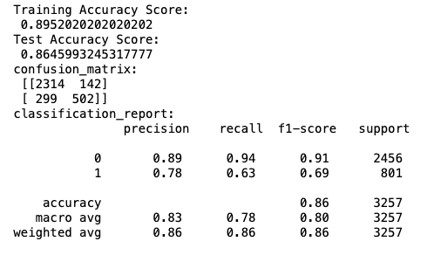 Training Accuracy Score:
0.8952020202020202
Test Accuracy Score:
0.8645993245317777
confusion_matrix:
[[2314 142]
[ 299 502]]
classification_report:
precision recall f1-score support
0 0.89 0.94 0.91 2456
1 0.78 0.63 0.69 801
accuracy 0.86 3257
macro avg 0.83 0.78 0.80 3257
weighted avg 0.86 0.86 0.86 3257